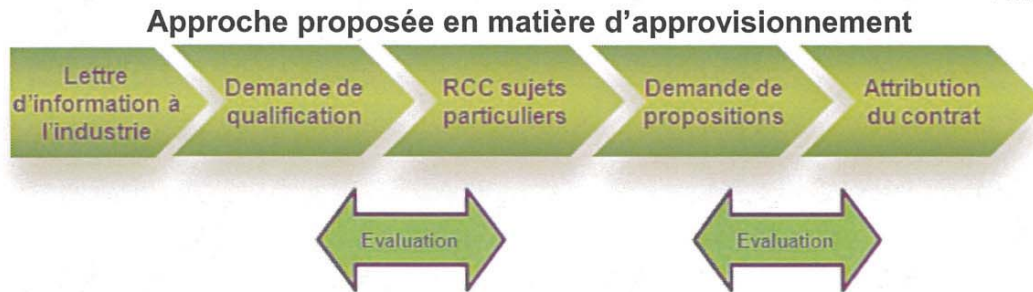 Approche proposée en matière d'approvisionnement
Lettre
d'information à
l'industrie
Demande de
qualification
RCC sujets
particuliers
Demande de
propositions
Attribution
du contrat
Evaluation
Evaluation